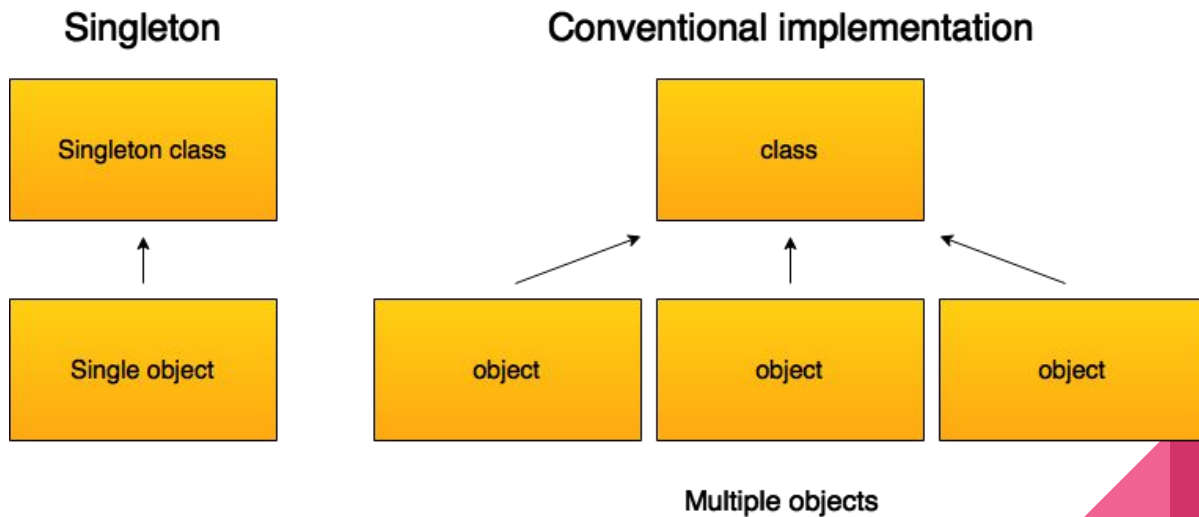 Singleton
Conventional implementation
Singleton class
class
Single object
object
object
object
Multiple objects